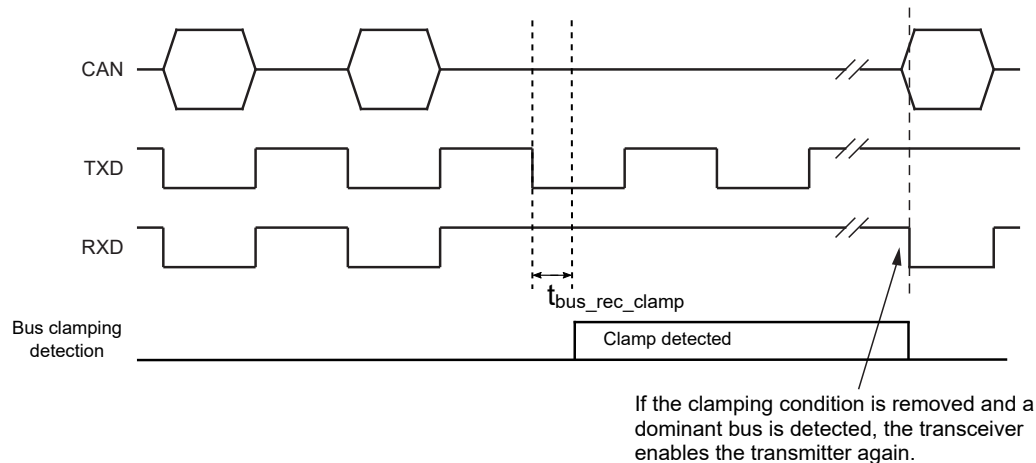 CAN
TXD
RXD
t_bus_rec_clamp
Bus clamping
detection
Clamp detected
If the clamping condition is removed and a
dominant bus is detected, the transceiver
enables the transmitter again.